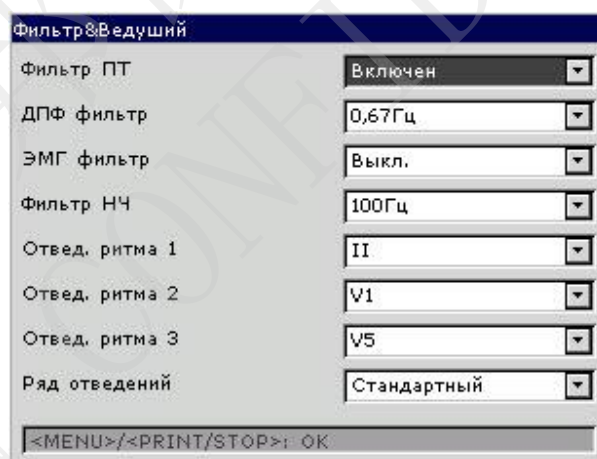 Фильтр&Ведуший
Фильтр ПТ Включен
ДПФ фильтр 0,67Гц
ЭМГ фильтр Выкл.
Фильтр НЧ 100Гц
Отвед. ритма 1 II
Отвед. ритма 2 V1
Отвед. ритма 3 V5
Ряд отведений Стандартный
<MENU>/<PRINT/STOP>: OK